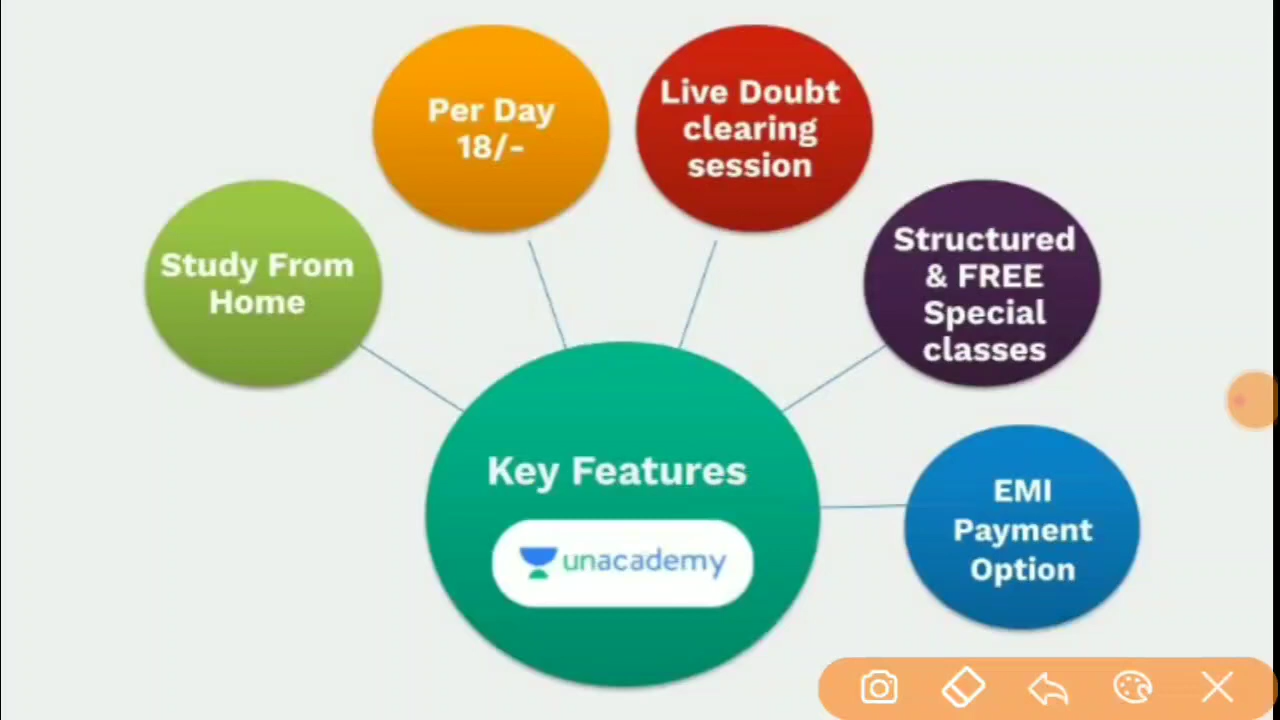 Per Day
18/-
Live Doubt
clearing
session
Study From
Home
Structured
& FREE
Special
classes
Key Features
unacademy
EMI
Payment
Option